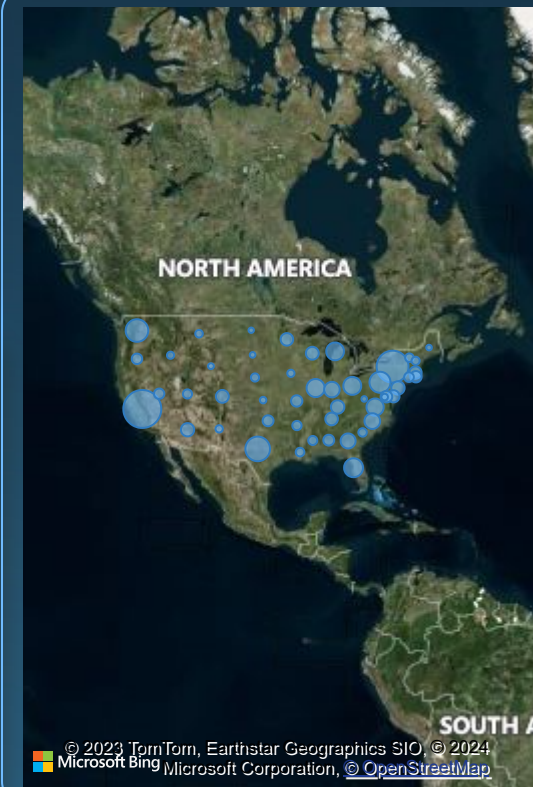 NORTH AMERICA
SOUTH A
© 2023 TomTom, Earthstar Geographics SIO, © 2024
Microsoft Bing Microsoft Corporation, © OpenStreetMap